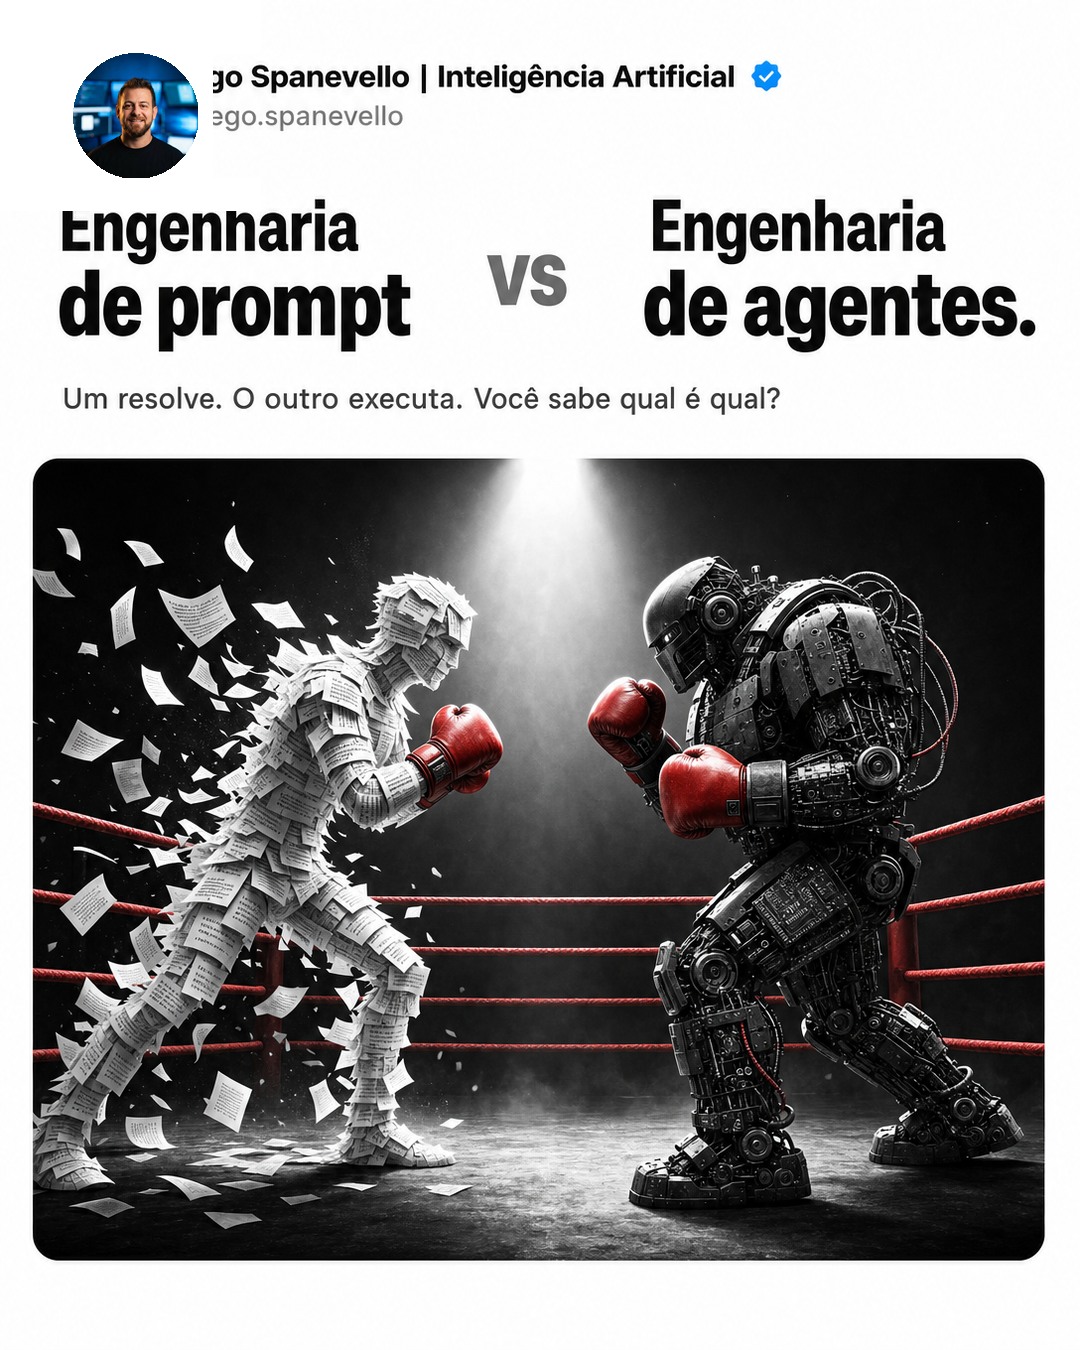 go Spanevello | Inteligência Artificial
ego.spanevello
Engenharia
de prompt
vs
Engenharia
de agentes.
Um resolve. O outro executa. Você sabe qual é qual?